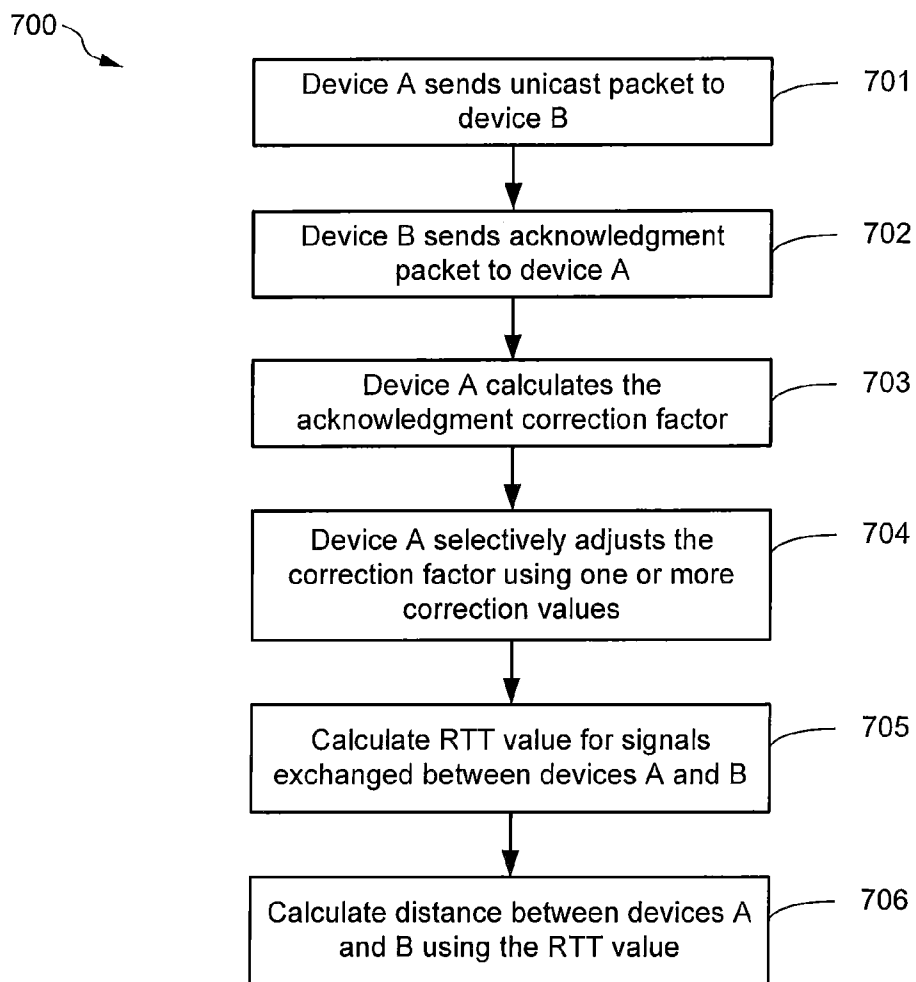 700
Device A sends unicast packet to
device B
701
Device B sends acknowledgment
packet to device A
702
Device A calculates the
acknowledgment correction factor
703
Device A selectively adjusts the
correction factor using one or more
correction values
704
Calculate RTT value for signals
exchanged between devices A and B
705
Calculate distance between devices A
and B using the RTT value
706